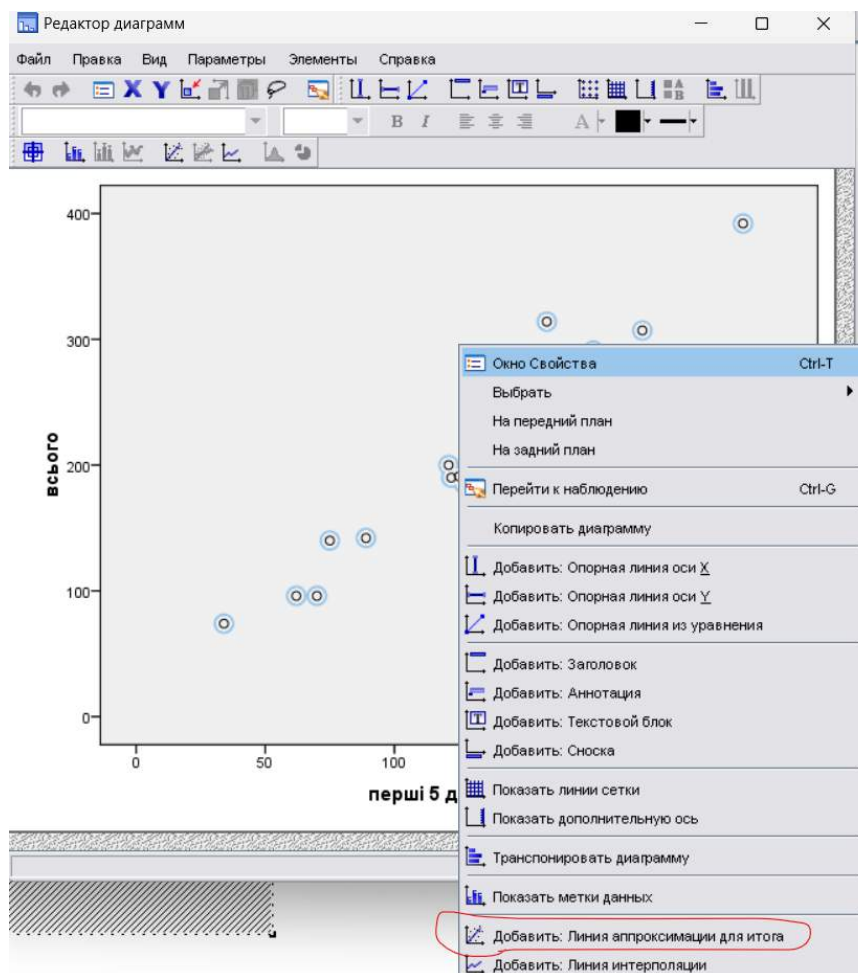 Редактор диаграмм
Файл Правка Вид Параметры Элементы Справка
B I A
400
300
200
100
0
всього
0 50 100
перші 5 д
Окно Свойства Ctrl-T
Выбрать
На передний план
На задний план
Перейти к наблюдению Ctrl-G
Копировать диаграмму
Добавить: Опорная линия оси X
Добавить: Опорная линия оси Y
Добавить: Опорная линия из уравнения
Добавить: Заголовок
Добавить: Аннотация
Добавить: Текстовой блок
Добавить: Сноска
Показать линии сетки
Показать дополнительную ось
Транспонировать диаграмму
Показать метки данных
Добавить: Линия аппроксимации для итога
Добавить: Линия интерполяции